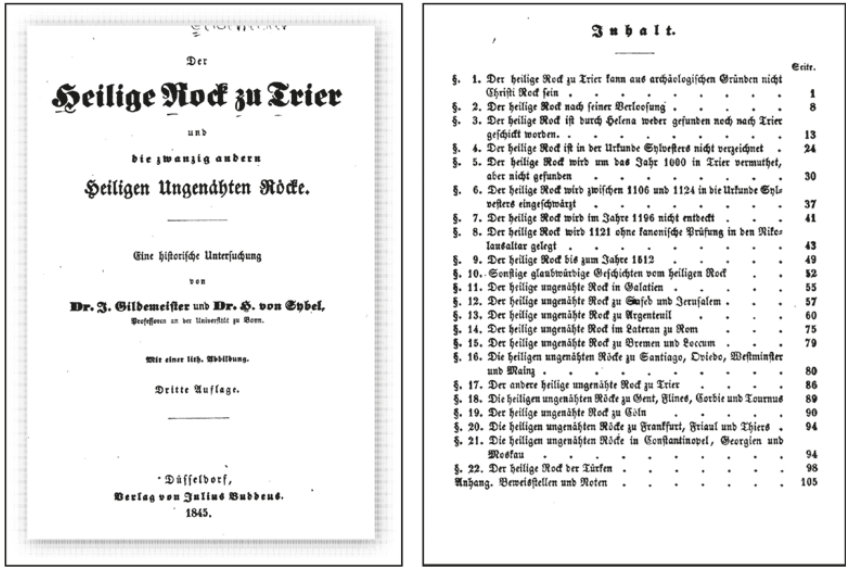 Der
Heilige Rock zu Trier
und
die zwanzig andern
Heiligen Ungenähten Röcke.
Eine historische Untersuchung
von
Dr. J. Gildemeister und Dr. H. von Sybel,
Professoren an der Universität zu Bonn.
Mit einer lith. Abbildung.
Dritte Auflage.
Düsseldorf,
Verlag von Julius Buddeus.
1845.
Inhalt.
Seite.
§. 1. Der heilige Rock zu Trier kann aus archäologischen Gründen nicht
Christi Rock sein . . . . . . . . 1
§. 2. Der heilige Rock nach seiner Verloosung . . . . . 8
§. 3. Der heilige Rock ist durch Helena weder gefunden noch nach Trier
geschickt worden. . . . . . . . . 13
§. 4. Der heilige Rock ist in der Urkunde Sylvesters nicht verzeichnet . 24
§. 5. Der heilige Rock wird um das Jahr 1000 in Trier vermuthet,
aber nicht gefunden . . . . . . . 30
§. 6. Der heilige Rock wird zwischen 1106 und 1124 in die Urkunde Syl-
vesters eingeschwärzt . . . . . . . 37
§. 7. Der heilige Rock wird im Jahre 1196 nicht entdeckt . . . 41
§. 8. Der heilige Rock wird 1121 ohne kanonische Prüfung in den Niko-
lausaltar gelegt . . . . . . . . 43
§. 9. Der heilige Rock bis zum Jahre 1512 . . . . . 49
§. 10. Sonstige glaubwürdige Geschichten vom heiligen Rock . . 52
§. 11. Der heilige ungenähte Rock in Galatien . . . . 55
§. 12. Der heilige ungenähte Rock zu Safed und Jerusalem . . . 57
§. 13. Der heilige ungenähte Rock zu Argenteuil . . . . 60
§. 14. Der heilige ungenähte Rock im Lateran zu Rom . . . 75
§. 15. Der heilige ungenähte Rock zu Bremen und Loccum . . . 79
§. 16. Die heiligen ungenähten Röcke zu Santiago, Oviedo, Westminster
und Mainz . . . . . . . . . 80
§. 17. Der andere heilige ungenähte Rock zu Trier . . . . 86
§. 18. Die heiligen ungenähten Röcke zu Gent, Flines, Corbie und Tournus 89
§. 19. Der heilige ungenähte Rock zu Cöln . . . . . 90
§. 20. Die heiligen ungenähten Röcke zu Frankfurt, Friaul und Thiers . 94
§. 21. Die heiligen ungenähten Röcke in Constantinopel, Georgien und
Moskau . . . . . . . . . 94
§. 22. Der heilige Rock der Türken . . . . . . 98
Anhang. Beweisstellen und Noten . . . . . . 105